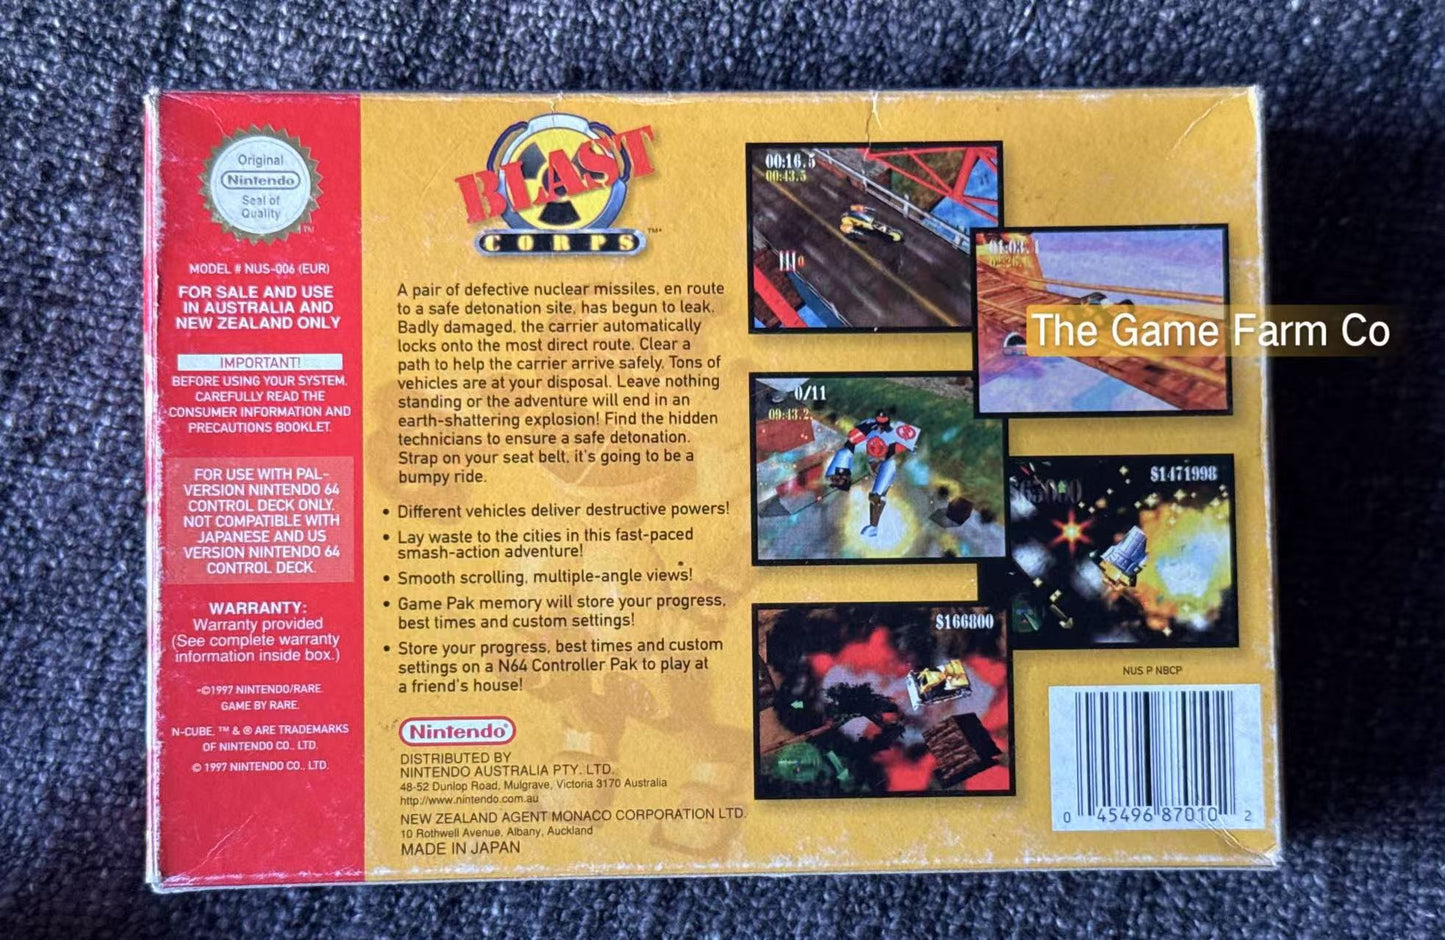 Original
Nintendo
Seal of
Quality
TM
MODEL # NUS-006 (EUR)
FOR SALE AND USE
IN AUSTRALIA AND
NEW ZEALAND ONLY
IMPORTANT!
BEFORE USING YOUR SYSTEM,
CAREFULLY READ THE
CONSUMER INFORMATION AND
PRECAUTIONS BOOKLET.
FOR USE WITH PAL-
VERSION NINTENDO 64
CONTROL DECK ONLY.
NOT COMPATIBLE WITH
JAPANESE AND US
VERSION NINTENDO 64
CONTROL DECK.
WARRANTY:
Warranty provided
(See complete warranty
information inside box.)
©1997 NINTENDO/RARE.
GAME BY RARE.
N-CUBE, ™ & ® ARE TRADEMARKS
OF NINTENDO CO., LTD.
© 1997 NINTENDO CO., LTD.
BLAST
CORPS
TM*
A pair of defective nuclear missiles, en route
to a safe detonation site, has begun to leak.
Badly damaged, the carrier automatically
locks onto the most direct route. Clear a
path to help the carrier arrive safely. Tons of
vehicles are at your disposal. Leave nothing
standing or the adventure will end in an
earth-shattering explosion! Find the hidden
technicians to ensure a safe detonation.
Strap on your seat belt, it's going to be a
bumpy ride.
• Different vehicles deliver destructive powers!
• Lay waste to the cities in this fast-paced
smash-action adventure!
• Smooth scrolling, multiple-angle views!
• Game Pak memory will store your progress,
best times and custom settings!
• Store your progress, best times and custom
settings on a N64 Controller Pak to play at
a friend's house!
Nintendo®
DISTRIBUTED BY
NINTENDO AUSTRALIA PTY. LTD.
48-52 Dunlop Road, Mulgrave, Victoria 3170 Australia
http://www.nintendo.com.au
NEW ZEALAND AGENT MONACO CORPORATION LTD.
10 Rothwell Avenue, Albany, Auckland
MADE IN JAPAN
00:16.5
00:43.5
The Game Farm Co
0/11
09:43.2
$1471998
$166800
NUS P NBCP
0 45496 87010 2